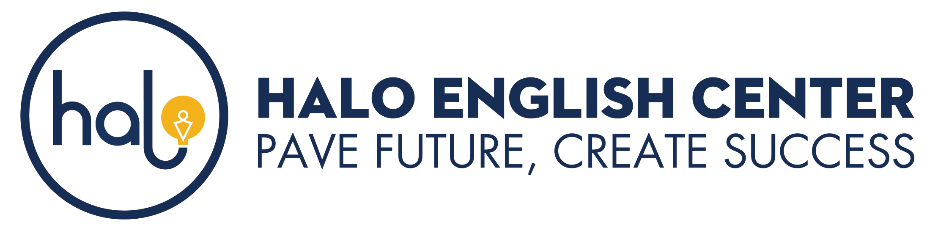 halo
HALO ENGLISH CENTER
PAVE FUTURE, CREATE SUCCESS